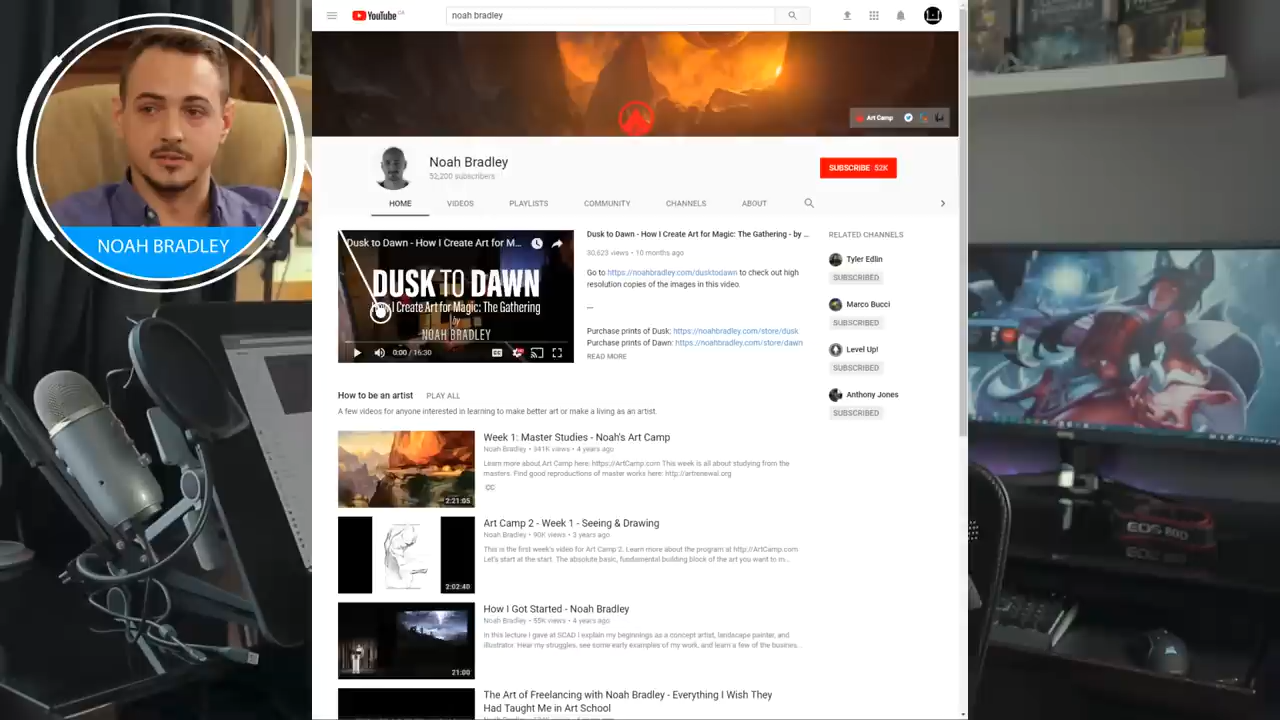 YouTube CA
noah bradley
Art Camp
NOAH BRADLEY
Noah Bradley
52,200 subscribers
SUBSCRIBE 52K
HOME
VIDEOS
PLAYLISTS
COMMUNITY
CHANNELS
ABOUT
Dusk to Dawn - How I Create Art for M...
DUSK TO DAWN
How I Create Art for Magic: The Gathering
by
NOAH BRADLEY
0:00 / 16:30
Dusk to Dawn - How I Create Art for Magic: The Gathering - by ...
30,623 views • 10 months ago
Go to https://noahbradley.com/dusktodawn to check out high
resolution copies of the images in this video.
---
Purchase prints of Dusk: https://noahbradley.com/store/dusk
Purchase prints of Dawn: https://noahbradley.com/store/dawn
READ MORE
RELATED CHANNELS
Tyler Edlin
SUBSCRIBED
Marco Bucci
SUBSCRIBED
Level Up!
SUBSCRIBED
Anthony Jones
SUBSCRIBED
How to be an artist PLAY ALL
A few videos for anyone interested in learning to make better art or make a living as an artist.
2:21:05
Week 1: Master Studies - Noah's Art Camp
Noah Bradley • 341K views • 4 years ago
Learn more about Art Camp here: https://ArtCamp.com This week is all about studying from the
masters. Find good reproductions of master works here: http://artrenewal.org
CC
2:02:40
Art Camp 2 - Week 1 - Seeing & Drawing
Noah Bradley • 90K views • 3 years ago
This is the first week's video for Art Camp 2. Learn more about the program at http://ArtCamp.com
Let's start at the start. The absolute basic, fundamental building block of the art you want to m...
21:00
How I Got Started - Noah Bradley
Noah Bradley • 55K views • 4 years ago
In this lecture I gave at SCAD I explain my beginnings as a concept artist, landscape painter, and
illustrator. Hear my struggles, see some early examples of my work, and learn a few of the busines...
The Art of Freelancing with Noah Bradley - Everything I Wish They
Had Taught Me in Art School
EOS 80D